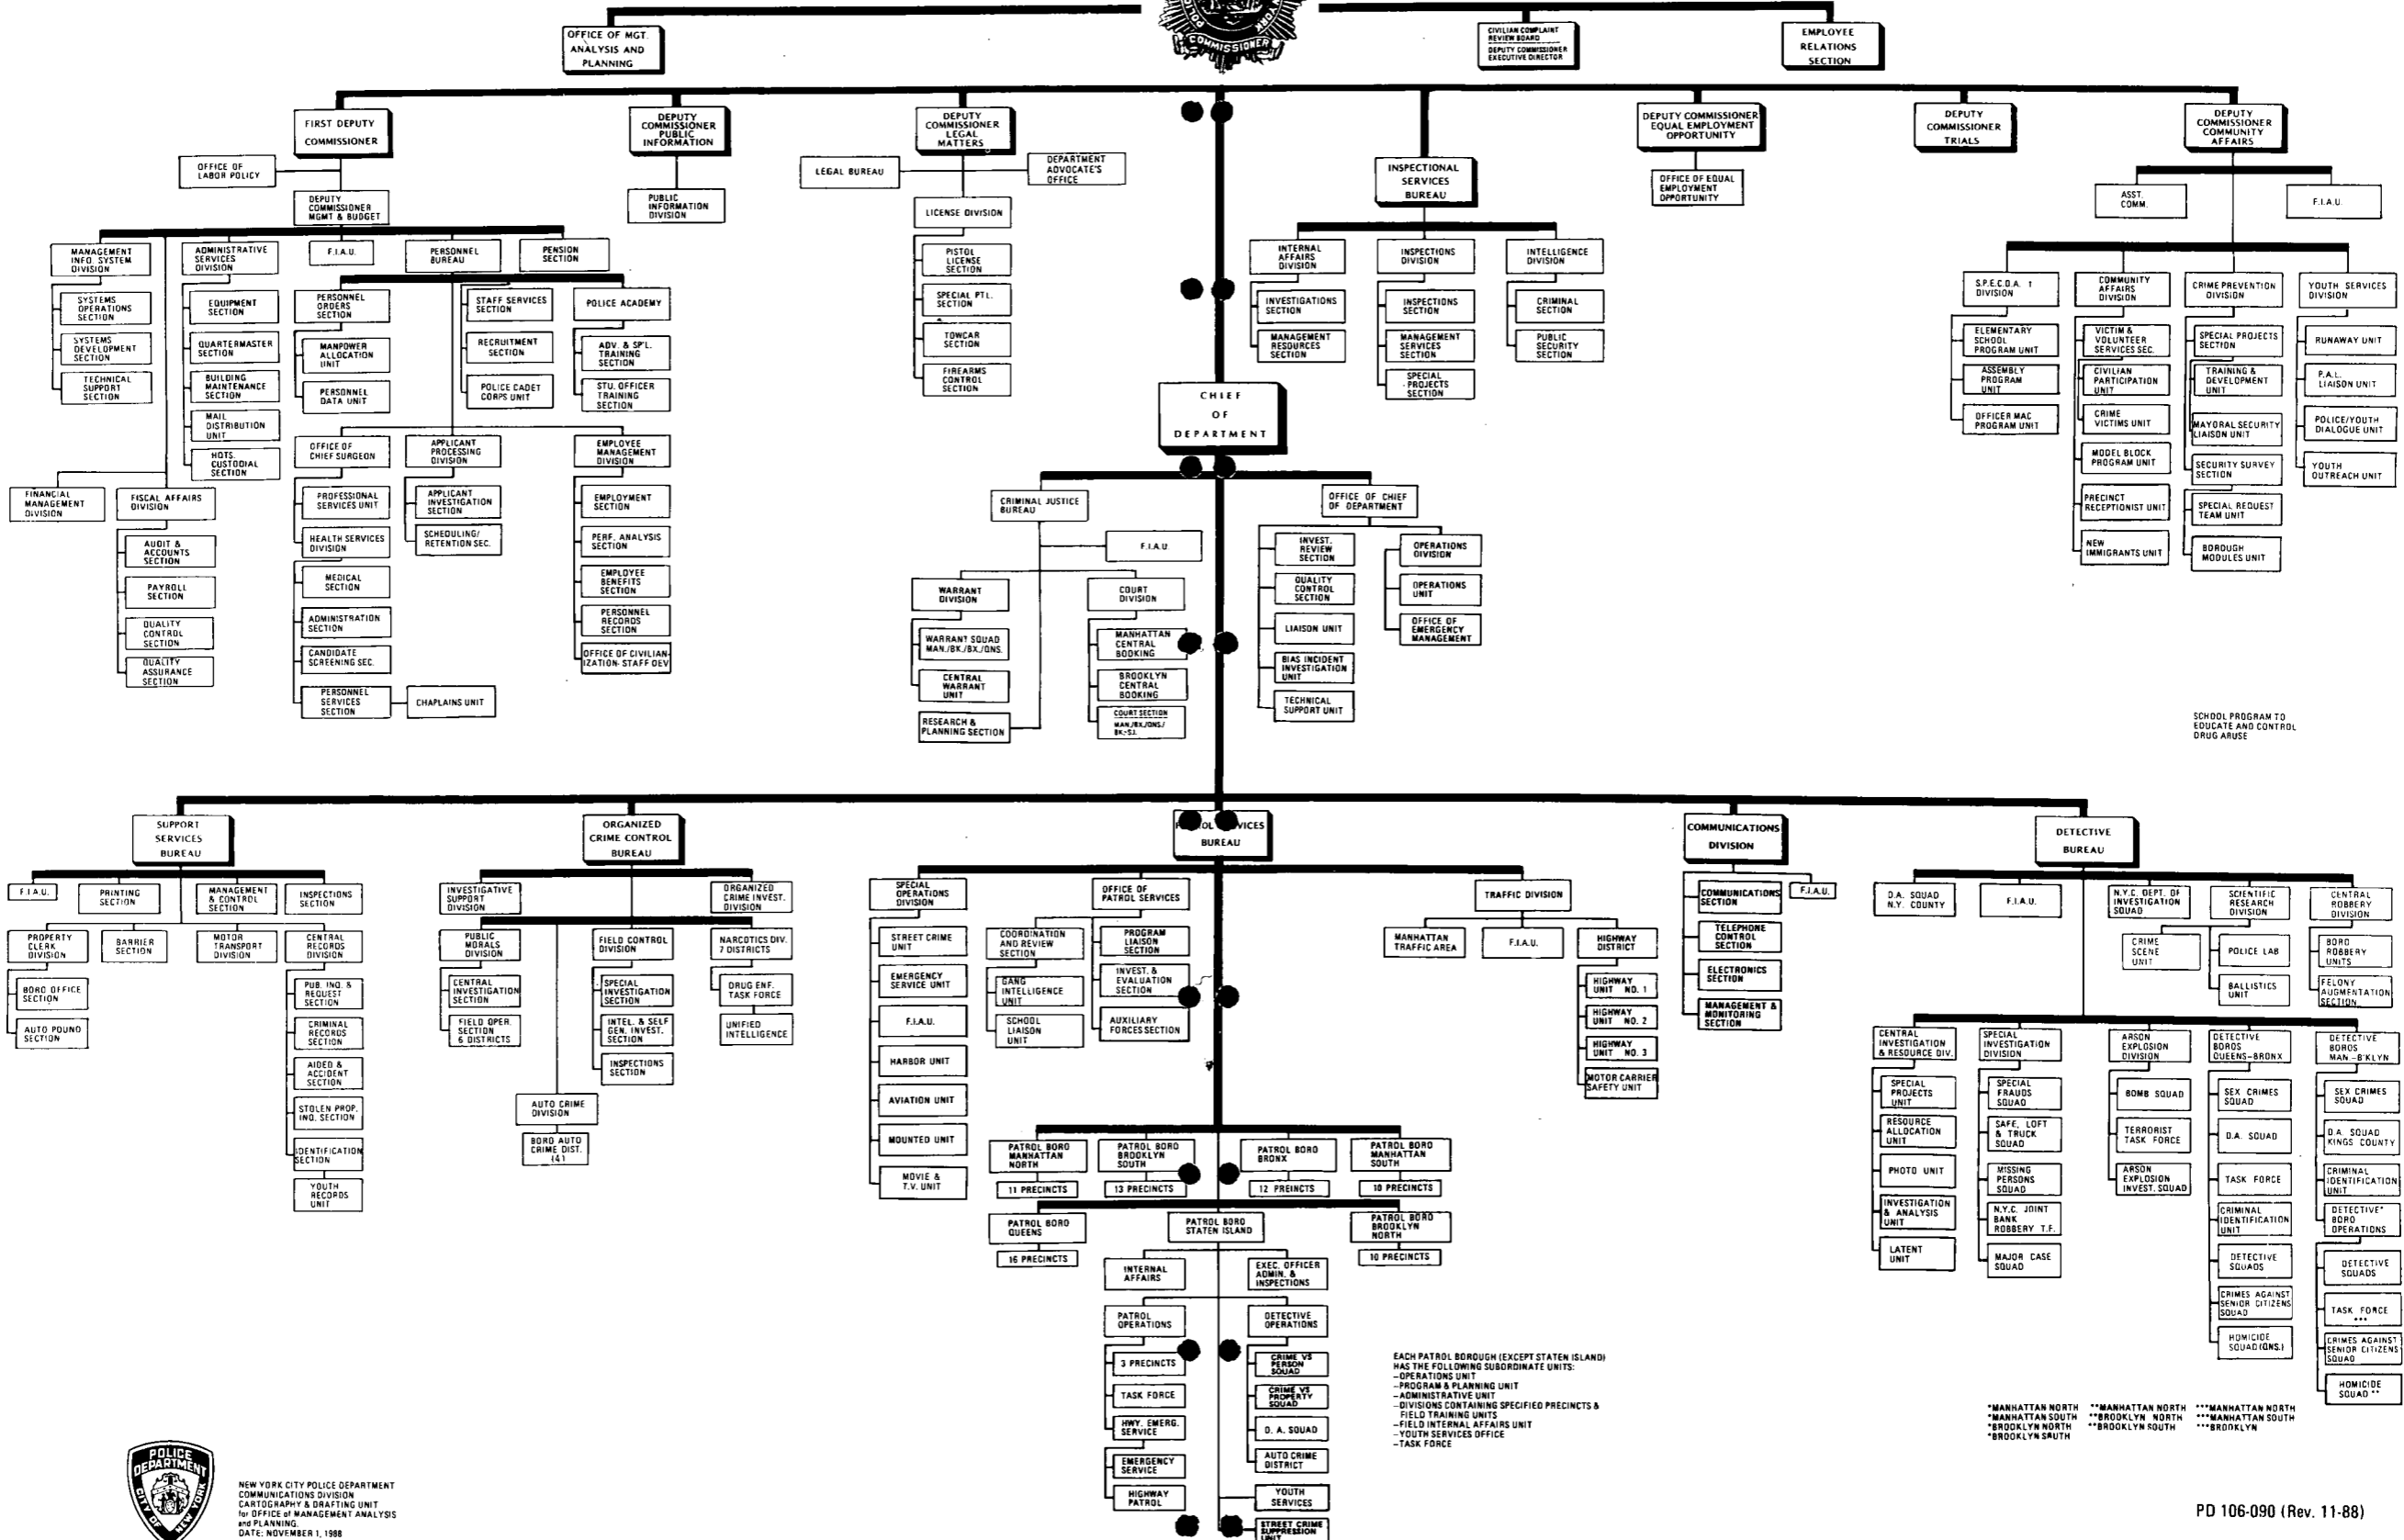 OFFICE OF MGT.
ANALYSIS AND
PLANNING
COMMISSIONER
CIVILIAN COMPLAINT
REVIEW BOARD
DEPUTY COMMISSIONER
EXECUTIVE DIRECTOR
EMPLOYEE
RELATIONS
SECTION
FIRST DEPUTY
COMMISSIONER
DEPUTY
COMMISSIONER
PUBLIC
INFORMATION
DEPUTY
COMMISSIONER
LEGAL
MATTERS
DEPUTY COMMISSIONER
EQUAL EMPLOYMENT
OPPORTUNITY
DEPUTY
COMMISSIONER
TRIALS
DEPUTY
COMMISSIONER
COMMUNITY
AFFAIRS
OFFICE OF
LABOR POLICY
DEPUTY
COMMISSIONER
MGMT & BUDGET
PUBLIC
INFORMATION
DIVISION
LEGAL BUREAU
DEPARTMENT
ADVOCATE'S
OFFICE
INSPECTIONAL
SERVICES
BUREAU
OFFICE OF EQUAL
EMPLOYMENT
OPPORTUNITY
ASST.
COMM.
F.I.A.U.
MANAGEMENT
INFO. SYSTEM
DIVISION
SYSTEMS
OPERATIONS
SECTION
SYSTEMS
DEVELOPMENT
SECTION
TECHNICAL
SUPPORT
SECTION
ADMINISTRATIVE
SERVICES
DIVISION
EQUIPMENT
SECTION
QUARTERMASTER
SECTION
BUILDING
MAINTENANCE
SECTION
MAIL
DISTRIBUTION
UNIT
HQTS.
CUSTODIAL
SECTION
F.I.A.U.
PERSONNEL
BUREAU
PENSION
SECTION
PERSONNEL
ORDERS
SECTION
MANPOWER
ALLOCATION
UNIT
PERSONNEL
DATA UNIT
STAFF SERVICES
SECTION
RECRUITMENT
SECTION
POLICE CADET
CORPS UNIT
POLICE ACADEMY
ADV. & SP'L.
TRAINING
SECTION
STU. OFFICER
TRAINING
SECTION
FINANCIAL
MANAGEMENT
DIVISION
FISCAL AFFAIRS
DIVISION
AUDIT &
ACCOUNTS
SECTION
PAYROLL
SECTION
QUALITY
CONTROL
SECTION
QUALITY
ASSURANCE
SECTION
OFFICE OF
CHIEF SURGEON
PROFESSIONAL
SERVICES UNIT
HEALTH SERVICES
DIVISION
MEDICAL
SECTION
ADMINISTRATION
SECTION
CANDIDATE
SCREENING SEC.
PERSONNEL
SERVICES
SECTION
CHAPLAINS UNIT
APPLICANT
PROCESSING
DIVISION
APPLICANT
INVESTIGATION
SECTION
SCHEDULING/
RETENTION SEC.
EMPLOYEE
MANAGEMENT
DIVISION
EMPLOYMENT
SECTION
PERF. ANALYSIS
SECTION
EMPLOYEE
BENEFITS
SECTION
PERSONNEL
RECORDS
SECTION
OFFICE OF CIVILIAN-
IZATION-STAFF DEV
LICENSE DIVISION
PISTOL
LICENSE
SECTION
SPECIAL PTL.
SECTION
TOWCAR
SECTION
FIREARMS
CONTROL
SECTION
INTERNAL
AFFAIRS
DIVISION
INVESTIGATIONS
SECTION
MANAGEMENT
RESOURCES
SECTION
INSPECTIONS
DIVISION
INSPECTIONS
SECTION
MANAGEMENT
SERVICES
SECTION
SPECIAL
PROJECTS
SECTION
INTELLIGENCE
DIVISION
CRIMINAL
SECTION
PUBLIC
SECURITY
SECTION
S.P.E.C.D.A. †
DIVISION
ELEMENTARY
SCHOOL
PROGRAM UNIT
ASSEMBLY
PROGRAM
UNIT
OFFICER MAC
PROGRAM UNIT
COMMUNITY
AFFAIRS
DIVISION
VICTIM &
VOLUNTEER
SERVICES SEC.
CIVILIAN
PARTICIPATION
UNIT
CRIME
VICTIMS UNIT
MODEL BLOCK
PROGRAM UNIT
PRECINCT
RECEPTIONIST UNIT
NEW
IMMIGRANTS UNIT
CRIME PREVENTION
DIVISION
SPECIAL PROJECTS
SECTION
TRAINING &
DEVELOPMENT
UNIT
MAYORAL SECURITY
LIAISON UNIT
SECURITY SURVEY
SECTION
SPECIAL REQUEST
TEAM UNIT
BOROUGH
MODULES UNIT
YOUTH SERVICES
DIVISION
RUNAWAY UNIT
P.A.L.
LIAISON UNIT
POLICE/YOUTH
DIALOGUE UNIT
YOUTH
OUTREACH UNIT
CHIEF
OF
DEPARTMENT
CRIMINAL JUSTICE
BUREAU
F.I.A.U.
WARRANT
DIVISION
WARRANT SQUAD
MAN./BK./BX./QNS.
CENTRAL
WARRANT
UNIT
RESEARCH &
PLANNING SECTION
COURT
DIVISION
MANHATTAN
CENTRAL
BOOKING
BROOKLYN
CENTRAL
BOOKING
COURT SECTION
MAN./BX./QNS./
BK.-S.I.
OFFICE OF CHIEF
OF DEPARTMENT
INVEST.
REVIEW
SECTION
QUALITY
CONTROL
SECTION
LIAISON UNIT
BIAS INCIDENT
INVESTIGATION
UNIT
TECHNICAL
SUPPORT UNIT
OPERATIONS
DIVISION
OPERATIONS
UNIT
OFFICE OF
EMERGENCY
MANAGEMENT
SCHOOL PROGRAM TO
EDUCATE AND CONTROL
DRUG ABUSE
SUPPORT
SERVICES
BUREAU
F.I.A.U.
PRINTING
SECTION
MANAGEMENT
& CONTROL
SECTION
INSPECTIONS
SECTION
PROPERTY
CLERK
DIVISION
BORO OFFICE
SECTION
AUTO POUND
SECTION
BARRIER
SECTION
MOTOR
TRANSPORT
DIVISION
CENTRAL
RECORDS
DIVISION
PUB. INQ. &
REQUEST
SECTION
CRIMINAL
RECORDS
SECTION
AIDED &
ACCIDENT
SECTION
STOLEN PROP.
INQ. SECTION
IDENTIFICATION
SECTION
YOUTH
RECORDS
UNIT
ORGANIZED
CRIME CONTROL
BUREAU
INVESTIGATIVE
SUPPORT
DIVISION
ORGANIZED
CRIME INVEST.
DIVISION
PUBLIC
MORALS
DIVISION
CENTRAL
INVESTIGATION
SECTION
FIELD OPER.
SECTION
6 DISTRICTS
AUTO CRIME
DIVISION
BORO AUTO
CRIME DIST.
(4)
FIELD CONTROL
DIVISION
SPECIAL
INVESTIGATION
SECTION
INTEL. & SELF
GEN. INVEST.
SECTION
INSPECTIONS
SECTION
NARCOTICS DIV.
7 DISTRICTS
DRUG ENF.
TASK FORCE
UNIFIED
INTELLIGENCE
BUREAU
SPECIAL
OPERATIONS
DIVISION
STREET CRIME
UNIT
EMERGENCY
SERVICE UNIT
F.I.A.U.
HARBOR UNIT
AVIATION UNIT
MOUNTED UNIT
MOVIE &
T.V. UNIT
OFFICE OF
PATROL SERVICES
COORDINATION
AND REVIEW
SECTION
GANG
INTELLIGENCE
UNIT
SCHOOL
LIAISON
UNIT
PROGRAM
LIAISON
SECTION
INVEST. &
EVALUATION
SECTION
AUXILIARY
FORCES SECTION
TRAFFIC DIVISION
MANHATTAN
TRAFFIC AREA
F.I.A.U.
HIGHWAY
DISTRICT
HIGHWAY
UNIT NO. 1
HIGHWAY
UNIT NO. 2
HIGHWAY
UNIT NO. 3
MOTOR CARRIER
SAFETY UNIT
PATROL BORO
MANHATTAN
NORTH
11 PRECINCTS
PATROL BORO
BROOKLYN
SOUTH
13 PRECINCTS
PATROL BORO
BRONX
12 PREINCTS
PATROL BORO
MANHATTAN
SOUTH
10 PRECINCTS
PATROL BORO
QUEENS
16 PRECINCTS
PATROL BORO
STATEN ISLAND
PATROL BORO
BROOKLYN
NORTH
10 PRECINCTS
INTERNAL
AFFAIRS
EXEC. OFFICER
ADMIN. &
INSPECTIONS
PATROL
OPERATIONS
3 PRECINCTS
TASK FORCE
HWY. EMERG.
SERVICE
EMERGENCY
SERVICE
HIGHWAY
PATROL
DETECTIVE
OPERATIONS
CRIME VS
PERSON
SQUAD
CRIME VS
PROPERTY
SQUAD
D. A. SQUAD
AUTO CRIME
DISTRICT
YOUTH
SERVICES
STREET CRIME
SUPPRESSION
UNIT
COMMUNICATIONS
DIVISION
COMMUNICATIONS
SECTION
F.I.A.U.
TELEPHONE
CONTROL
SECTION
ELECTRONICS
SECTION
MANAGEMENT &
MONITORING
SECTION
DETECTIVE
BUREAU
D.A. SQUAD
N.Y. COUNTY
F.I.A.U.
N.Y.C. DEPT. OF
INVESTIGATION
SQUAD
SCIENTIFIC
RESEARCH
DIVISION
CRIME
SCENE
UNIT
POLICE LAB
BALLISTICS
UNIT
CENTRAL
ROBBERY
DIVISION
BORO
ROBBERY
UNITS
FELONY
AUGMENTATION
SECTION
CENTRAL
INVESTIGATION
& RESOURCE DIV.
SPECIAL
PROJECTS
UNIT
RESOURCE
ALLOCATION
UNIT
PHOTO UNIT
INVESTIGATION
& ANALYSIS
UNIT
LATENT
UNIT
SPECIAL
INVESTIGATION
DIVISION
SPECIAL
FRAUDS
SQUAD
SAFE, LOFT
& TRUCK
SQUAD
MISSING
PERSONS
SQUAD
N.Y.C. JOINT
BANK
ROBBERY T.F.
MAJOR CASE
SQUAD
ARSON
EXPLOSION
DIVISION
BOMB SQUAD
TERRORIST
TASK FORCE
ARSON
EXPLOSION
INVEST. SQUAD
DETECTIVE
BOROS
QUEENS-BRONX
SEX CRIMES
SQUAD
D.A. SQUAD
TASK FORCE
CRIMINAL
IDENTIFICATION
UNIT
DETECTIVE
SQUADS
CRIMES AGAINST
SENIOR CITIZENS
SQUAD
HOMICIDE
SQUAD (QNS.)
DETECTIVE
BOROS
MAN.-B'KLYN
SEX CRIMES
SQUAD
D.A. SQUAD
KINGS COUNTY
CRIMINAL
IDENTIFICATION
UNIT
DETECTIVE*
BORO
OPERATIONS
DETECTIVE
SQUADS
TASK FORCE
***
CRIMES AGAINST
SENIOR CITIZENS
SQUAD
HOMICIDE
SQUAD **
EACH PATROL BOROUGH (EXCEPT STATEN ISLAND)
HAS THE FOLLOWING SUBORDINATE UNITS:
-OPERATIONS UNIT
-PROGRAM & PLANNING UNIT
-ADMINISTRATIVE UNIT
-DIVISIONS CONTAINING SPECIFIED PRECINCTS &
FIELD TRAINING UNITS
-FIELD INTERNAL AFFAIRS UNIT
-YOUTH SERVICES OFFICE
-TASK FORCE
*MANHATTAN NORTH **MANHATTAN NORTH ***MANHATTAN NORTH
*MANHATTAN SOUTH **BROOKLYN NORTH ***MANHATTAN SOUTH
*BROOKLYN NORTH **BROOKLYN SOUTH ***BROOKLYN
*BROOKLYN SOUTH
POLICE
DEPARTMENT
CITY OF NEW YORK
NEW YORK CITY POLICE DEPARTMENT
COMMUNICATIONS DIVISION
CARTOGRAPHY & DRAFTING UNIT
for OFFICE of MANAGEMENT ANALYSIS
and PLANNING.
DATE: NOVEMBER 1, 1988
PD 106-090 (Rev. 11-88)